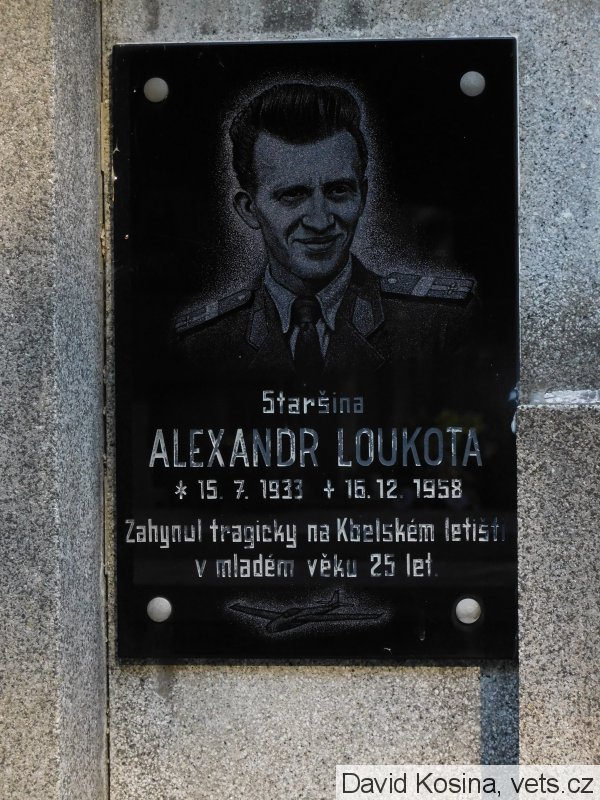 Staršina
ALEXANDR LOUKOTA
* 15. 7. 1933 + 16. 12. 1958
Zahynul tragicky na Kbelském letišti
v mladém věku 25 let.
David Kosina, vets.cz